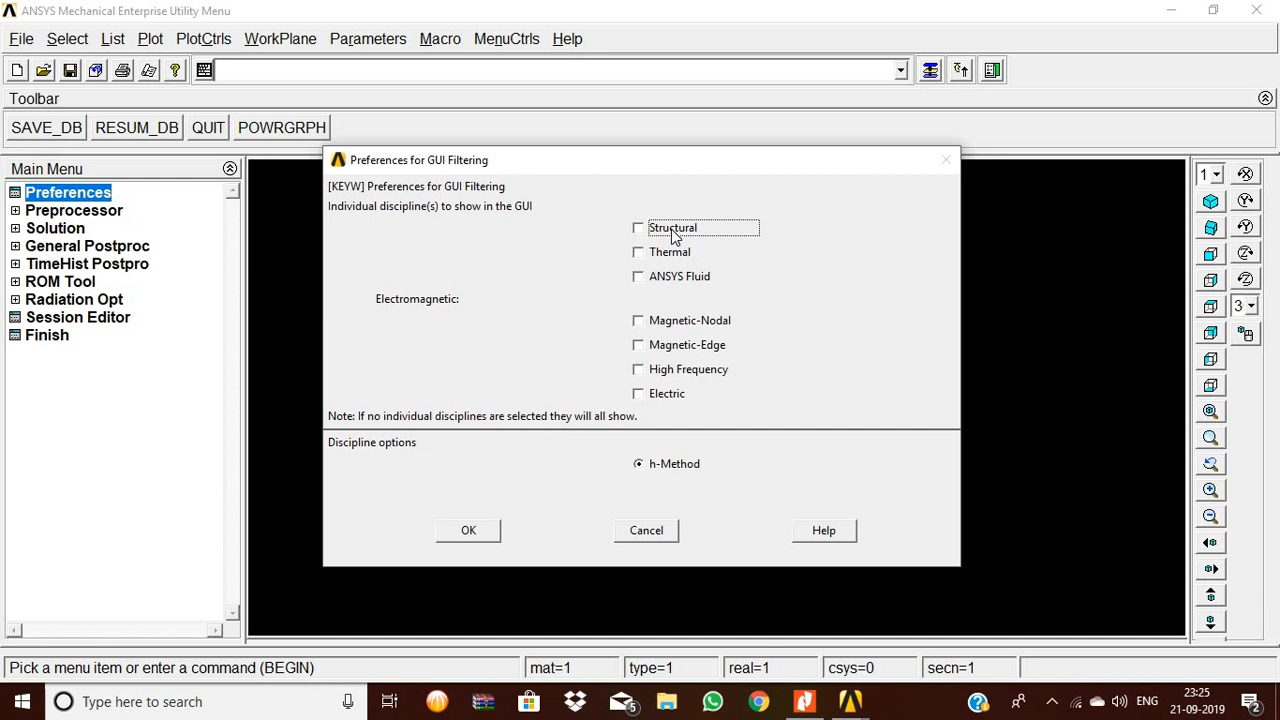 ANSYS Mechanical Enterprise Utility Menu
File Select List Plot PlotCtrls WorkPlane Parameters Macro MenuCtrls Help
?
Toolbar
SAVE_DB RESUM_DB QUIT POWRGRPH
Main Menu
Preferences
Preprocessor
Solution
General Postproc
TimeHist Postpro
ROM Tool
Radiation Opt
Session Editor
Finish
Preferences for GUI Filtering
[KEYW] Preferences for GUI Filtering
Individual discipline(s) to show in the GUI
Structural
Thermal
ANSYS Fluid
Electromagnetic:
Magnetic-Nodal
Magnetic-Edge
High Frequency
Electric
Note: If no individual disciplines are selected they will all show.
Discipline options
h-Method
OK Cancel Help
1
3
Pick a menu item or enter a command (BEGIN) mat=1 type=1 real=1 csys=0 secn=1
Type here to search
5
ENG
23:25
21-09-2019
2